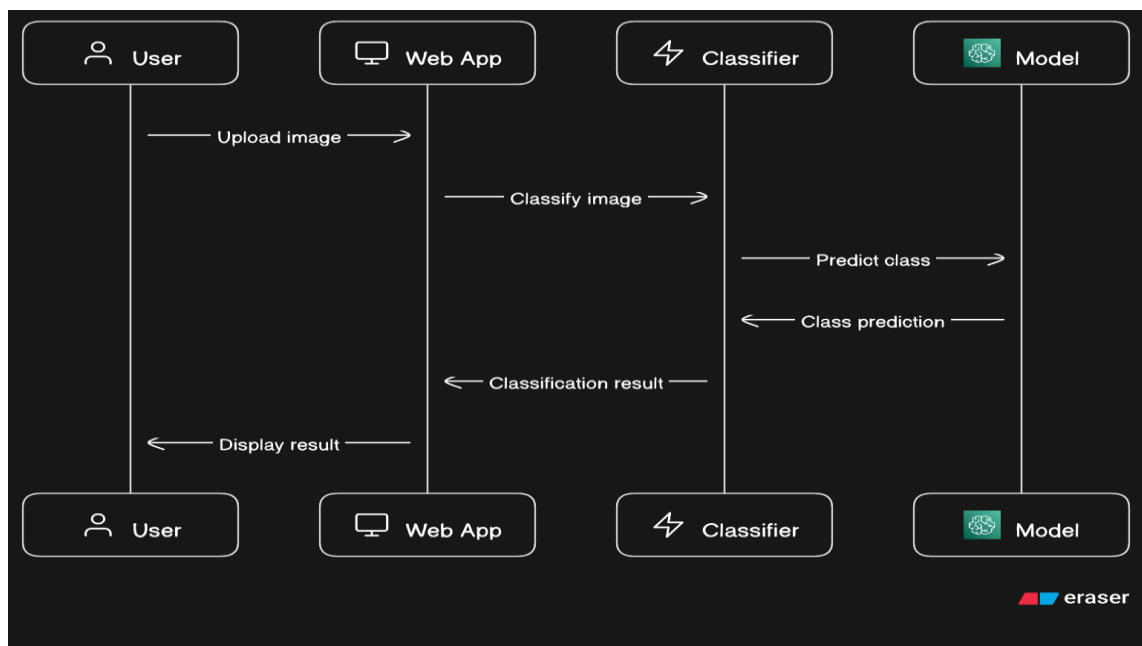 User
Web App
Classifier
Model
Upload image
Classify image
Predict class
Class prediction
Classification result
Display result
User
Web App
Classifier
Model
eraser